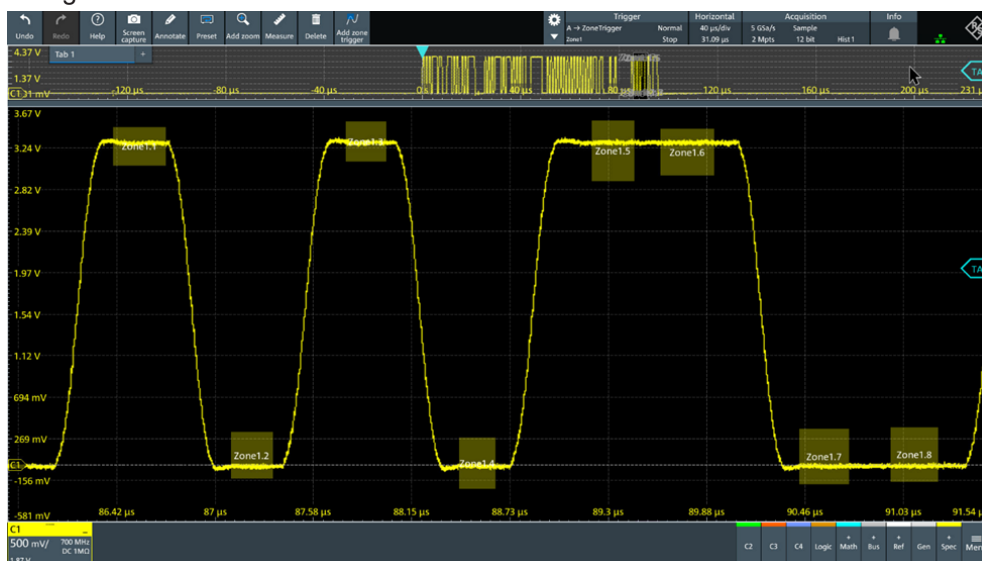 Undo
Redo
Help
Screen capture
Annotate
Preset
Add zoom
Measure
Delete
Add zone trigger
Trigger
A → ZoneTrigger Normal
Zone1 Stop
Horizontal
40 µs/div
31.09 µs
Acquisition
5 GSa/s Sample
2 Mpts 12 bit Hist1
Info
4.37 V
Tab 1 +
1.37 V
C1
-120 µs -80 µs -40 µs 0 s 40 µs 80 µs 120 µs 160 µs 200 µs 231 µ
TA
3.67 V
3.24 V
2.82 V
2.39 V
1.97 V
1.54 V
1.12 V
694 mV
269 mV
C1
-156 mV
-581 mV
Zone1.1
Zone1.3
Zone1.5
Zone1.6
Zone1.2
Zone1.4
Zone1.7
Zone1.8
TA
86.42 µs 87 µs 87.58 µs 88.15 µs 88.73 µs 89.3 µs 89.88 µs 90.46 µs 91.03 µs 91.54 µ
C1
500 mV/ 700 MHz
DC 1MΩ
1.87 V
C2 C3 C4 Logic Math Bus Ref Gen Spec Men